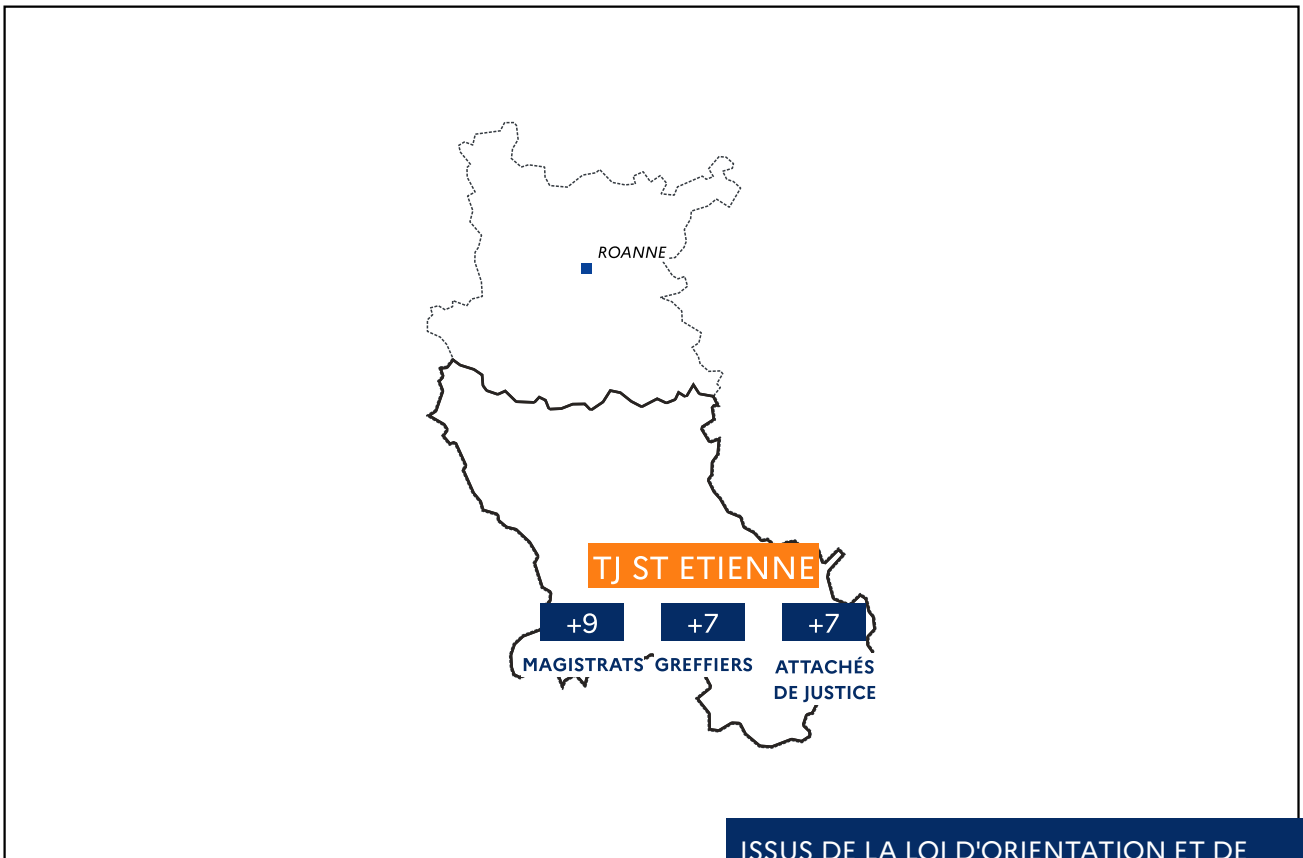 ROANNE
TJ ST ETIENNE
+9
+7
+7
MAGISTRATS
GREFFIERS
ATTACHÉS
DE JUSTICE
ISSUS DE LA LOI D'ORIENTATION ET DE